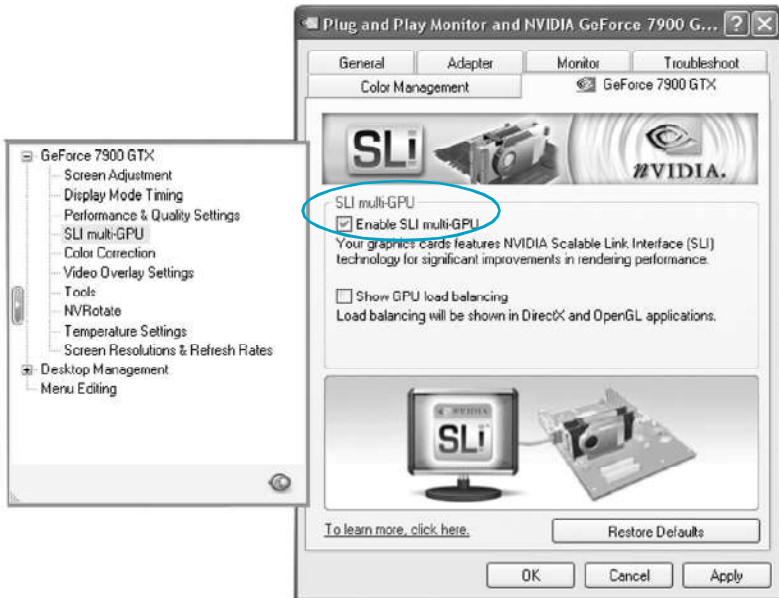 Plug and Play Monitor and NVIDIA GeForce 7900 G...
General
Adapter
Monitor
Troubleshoot
Color Management
GeForce 7900 GTX
SLI
nVIDIA.
GeForce 7900 GTX
Screen Adjustment
Display Mode Timing
Performance & Quality Settings
SLI multi-GPU
Color Correction
Video Overlay Settings
Tools
NVRotate
Temperature Settings
Screen Resolutions & Refresh Rates
Desktop Management
Menu Editing
SLI multi-GPU
Enable SLI multi-GPU
Your graphics cards features NVIDIA Scalable Link Interface (SLI)
technology for significant improvements in rendering performance.
Show GPU load balancing
Load balancing will be shown in DirectX and OpenGL applications.
NVIDIA
SLI
To learn more, click here.
Restore Defaults
OK
Cancel
Apply